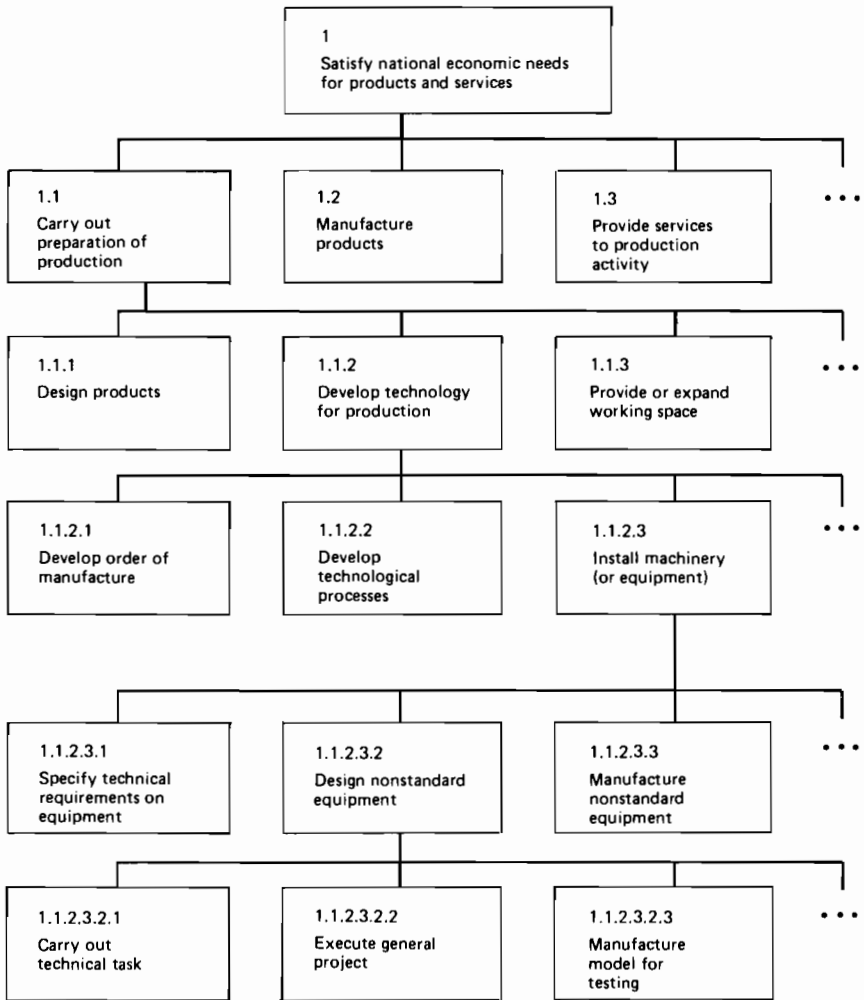 1
Satisfy national economic needs
for products and services
1.1
Carry out
preparation of
production
1.2
Manufacture
products
1.3
Provide services
to production
activity
...
1.1.1
Design products
1.1.2
Develop technology
for production
1.1.3
Provide or expand
working space
...
1.1.2.1
Develop order of
manufacture
1.1.2.2
Develop
technological
processes
1.1.2.3
Install machinery
(or equipment)
...
1.1.2.3.1
Specify technical
requirements on
equipment
1.1.2.3.2
Design nonstandard
equipment
1.1.2.3.3
Manufacture
nonstandard
equipment
...
1.1.2.3.2.1
Carry out
technical task
1.1.2.3.2.2
Execute general
project
1.1.2.3.2.3
Manufacture
model for
testing
...